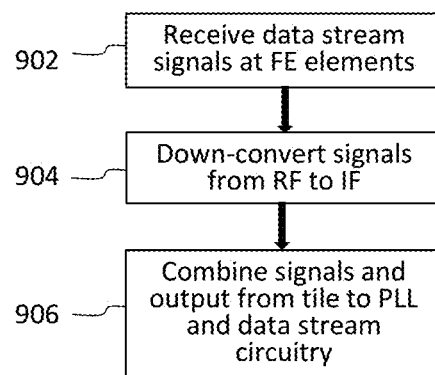 902
Receive data stream
signals at FE elements
904
Down-convert signals
from RF to IF
906
Combine signals and
output from tile to PLL
and data stream
circuitry